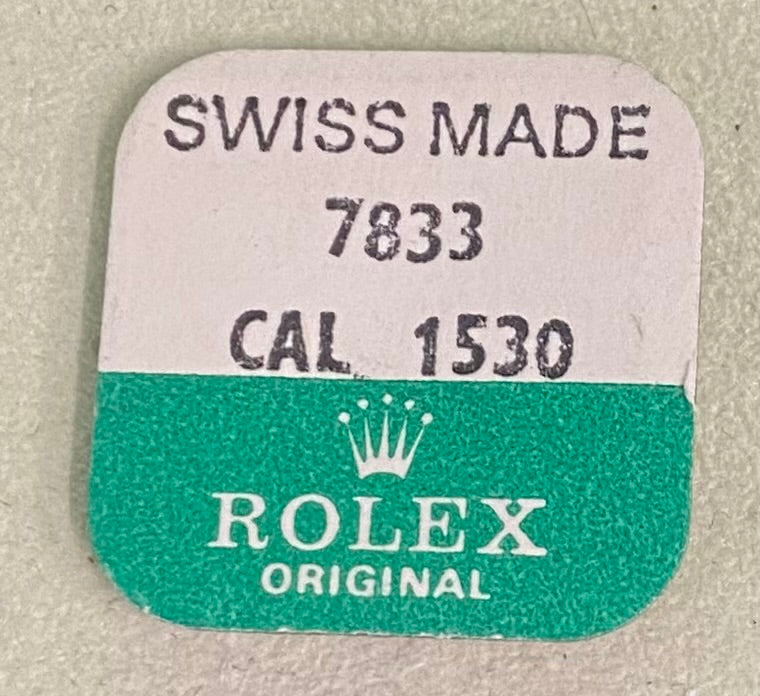 SWISS MADE
7833
CAL 1530
ROLEX
ORIGINAL